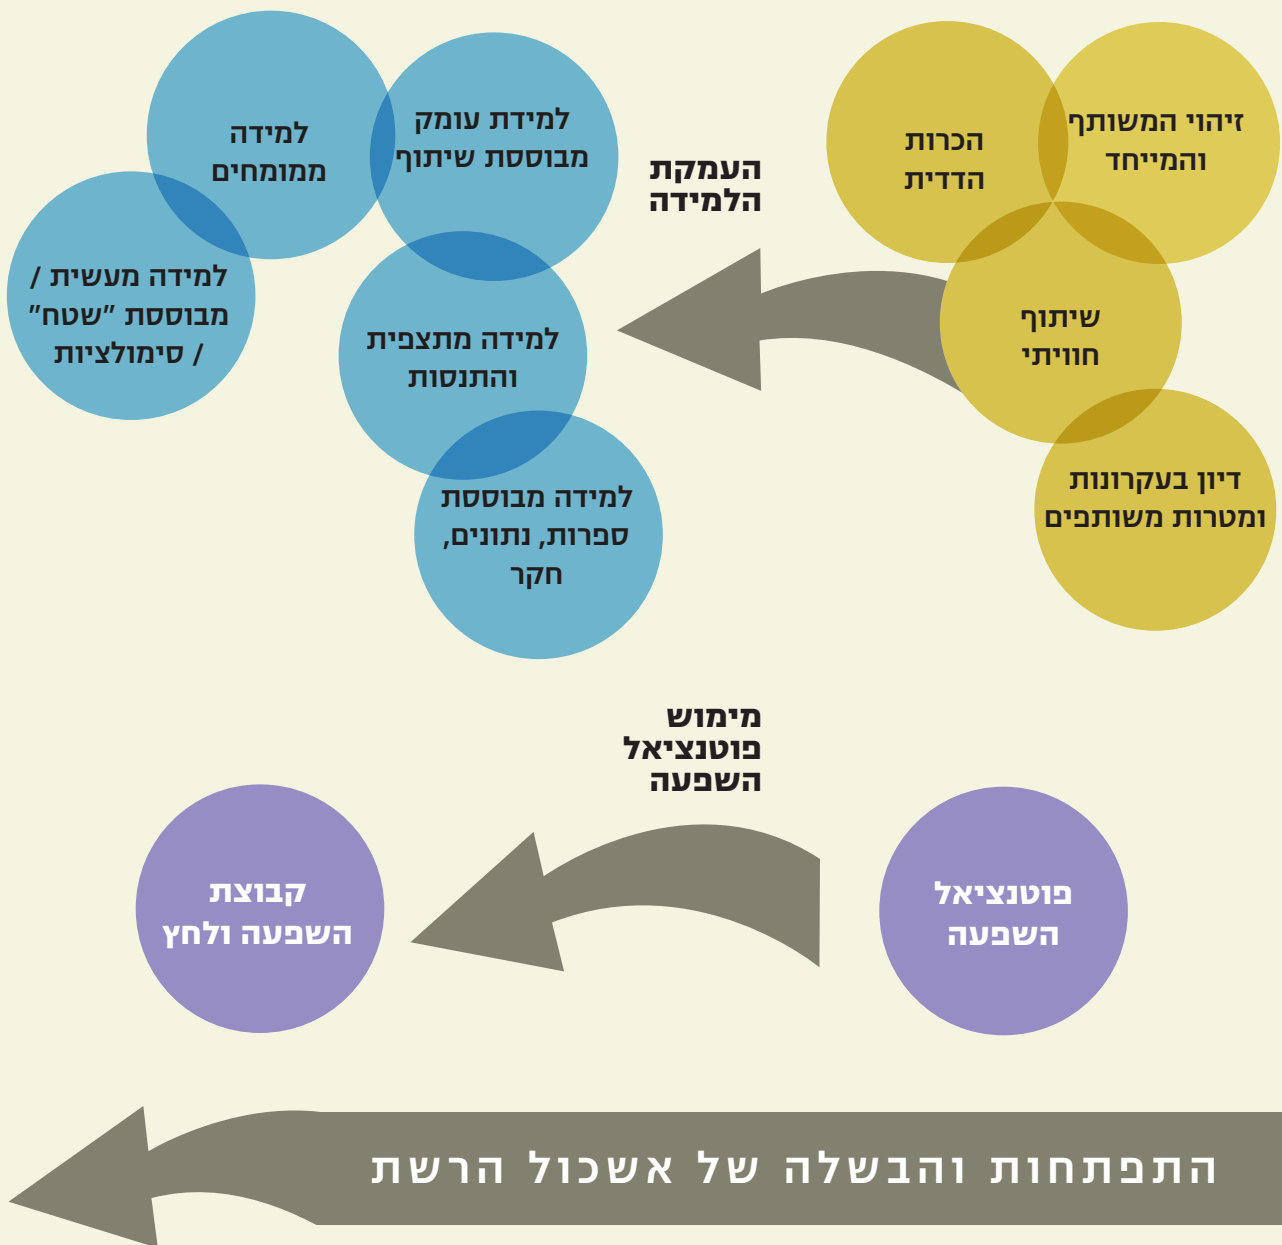 זיהוי המשותף
והמייחד
הכרות
הדדית
שיתוף
חוויתי
דיון בעקרונות
ומטרות משותפים
העמקת
הלמידה
למידת עומק
מבוססת שיתוף
למידה
ממומחים
למידה מעשית /
מבוססת "שטח"
/ סימולציות
למידה מתצפית
והתנסות
למידה מבוססת
ספרות, נתונים,
חקר
פוטנציאל
השפעה
מימוש
פוטנציאל
השפעה
קבוצת
השפעה ולחץ
התפתחות והבשלה של אשכול הרשת